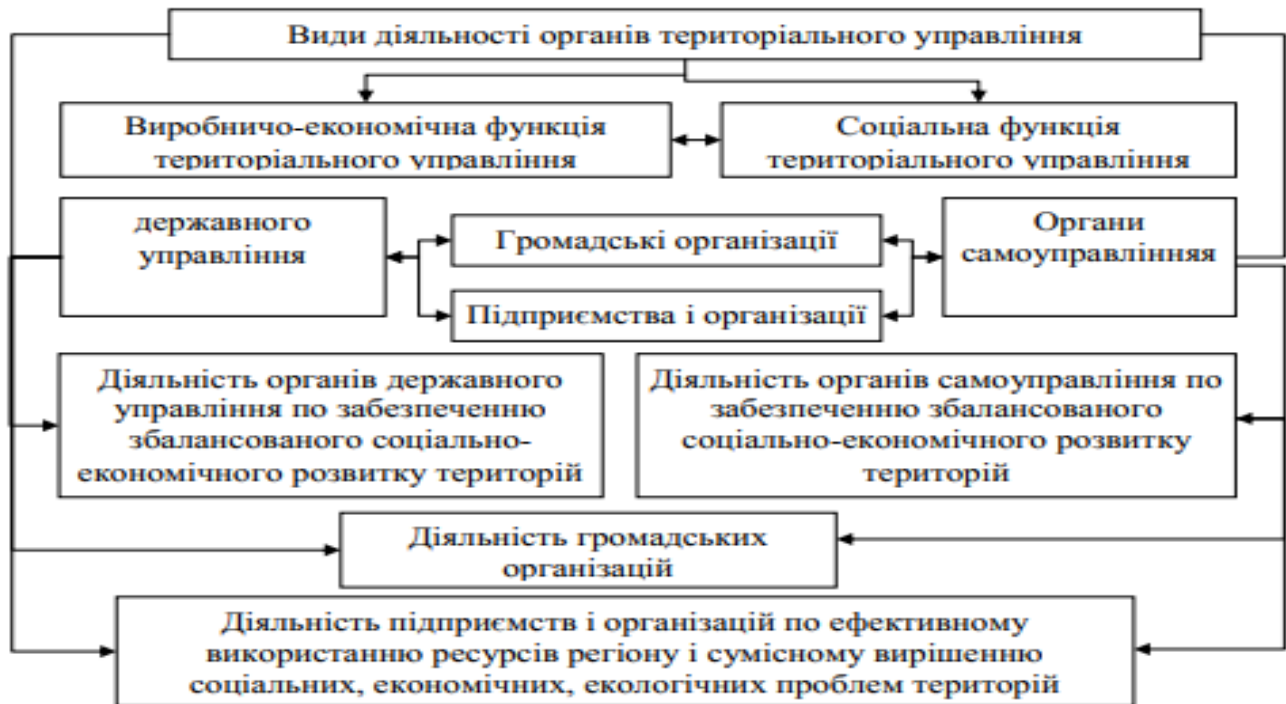 Види діяльності органів територіального управління
Виробничо-економічна функція
територіального управління
Соціальна функція
територіального управління
державного
управління
Громадські організації
Підприємства і організації
Органи
самоуправлінняя
Діяльність органів державного
управління по забезпеченню
збалансованого соціально-
економічного розвитку територій
Діяльність органів самоуправління по
забезпеченню збалансованого
соціально-економічного розвитку
територій
Діяльність громадських
організацій
Діяльність підприємств і організацій по ефективному
використанню ресурсів регіону і сумісному вирішенню
соціальних, економічних, екологічних проблем територій